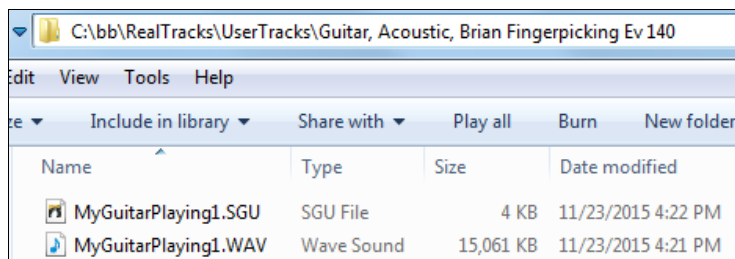 C:\bb\RealTracks\UserTracks\Guitar, Acoustic, Brian Fingerpicking Ev 140
Edit View Tools Help
Include in library Share with Play all Burn New folder
Name Type Size Date modified
MyGuitarPlaying1.SGU SGU File 4 KB 11/23/2015 4:22 PM
MyGuitarPlaying1.WAV Wave Sound 15,061 KB 11/23/2015 4:21 PM